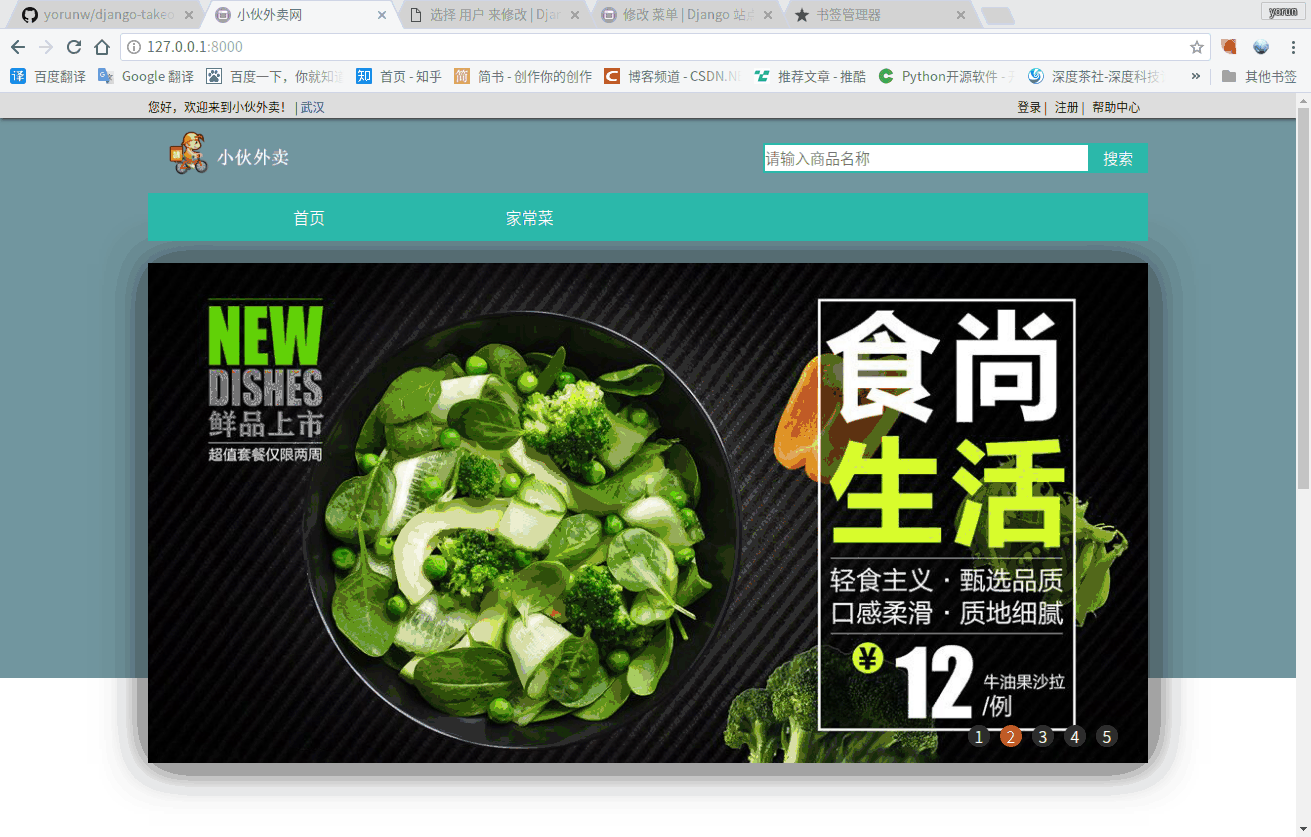 yorunw/django-takeo
小伙外卖网
选择 用户 来修改 | Djan
修改 菜单 | Django 站点
书签管理器
yorun
127.0.0.1:8000
百度翻译
Google 翻译
百度一下，你就知道
首页 - 知乎
简书 - 创作你的创作
博客频道 - CSDN.N
推荐文章 - 推酷
Python开源软件 - 开
深度茶社-深度科技
» 其他书签
您好，欢迎来到小伙外卖！ | 武汉
登录 | 注册 | 帮助中心
小伙外卖
请输入商品名称
搜索
首页
家常菜
NEW
DISHES
鲜品上市
超值套餐仅限两周
食尚
生活
轻食主义 · 甄选品质
口感柔滑 · 质地细腻
¥ 12
牛油果沙拉
/例
1 2 3 4 5